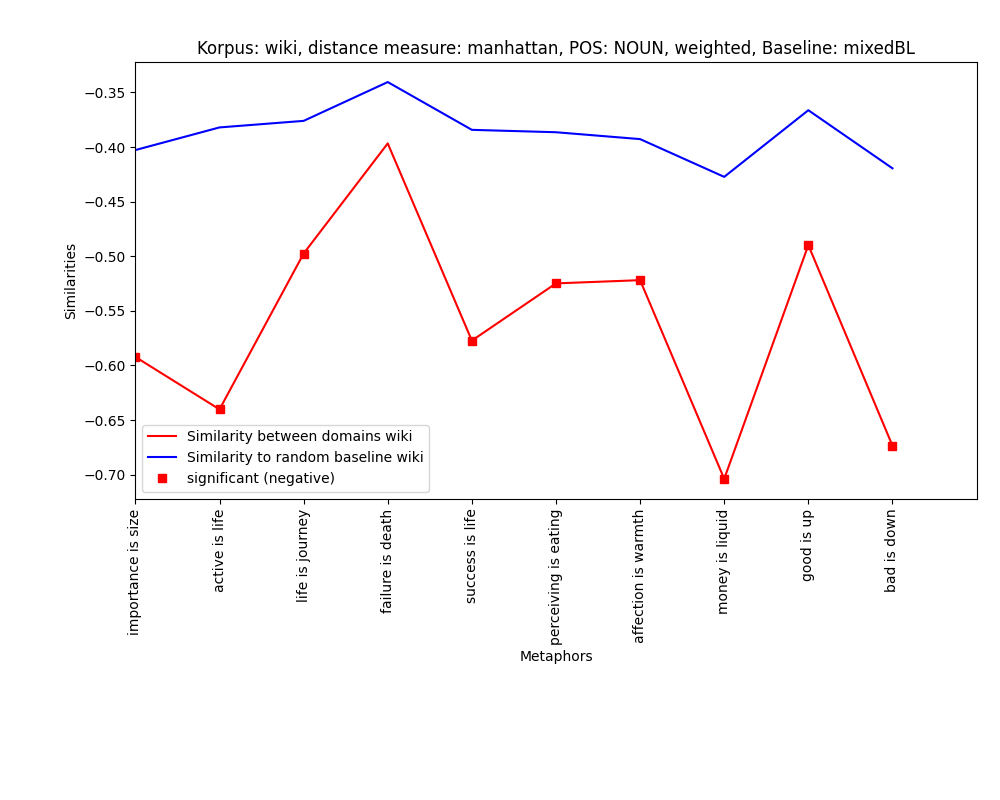 Korpus: wiki, distance measure: manhattan, POS: NOUN, weighted, Baseline: mixedBL
Similarities
−0.35
−0.40
−0.45
−0.50
−0.55
−0.60
−0.65
−0.70
Similarity between domains wiki
Similarity to random baseline wiki
significant (negative)
importance is size
active is life
life is journey
failure is death
success is life
perceiving is eating
affection is warmth
money is liquid
good is up
bad is down
Metaphors